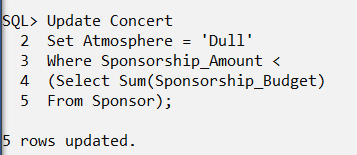 SQL> Update Concert
2 Set Atmosphere = 'Dull'
3 Where Sponsorship_Amount <
4 (Select Sum(Sponsorship_Budget)
5 From Sponsor);
5 rows updated.